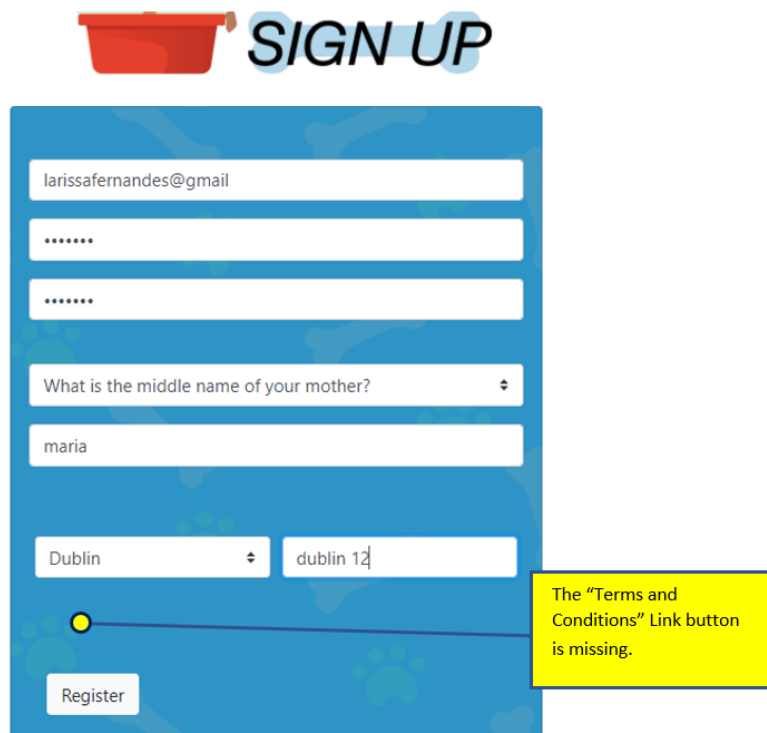 SIGN UP
larissafernandes@gmail
•••••••
•••••••
What is the middle name of your mother?
maria
Dublin
dublin 12
The “Terms and
Conditions” Link button
is missing.
Register